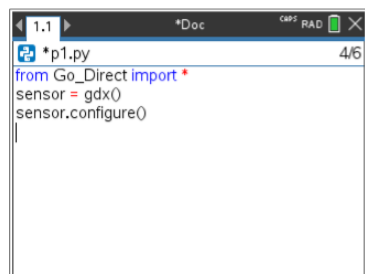 1.1 *Doc CAPS RAD
*p1.py 4/6
from Go_Direct import *
sensor = gdx()
sensor.configure()